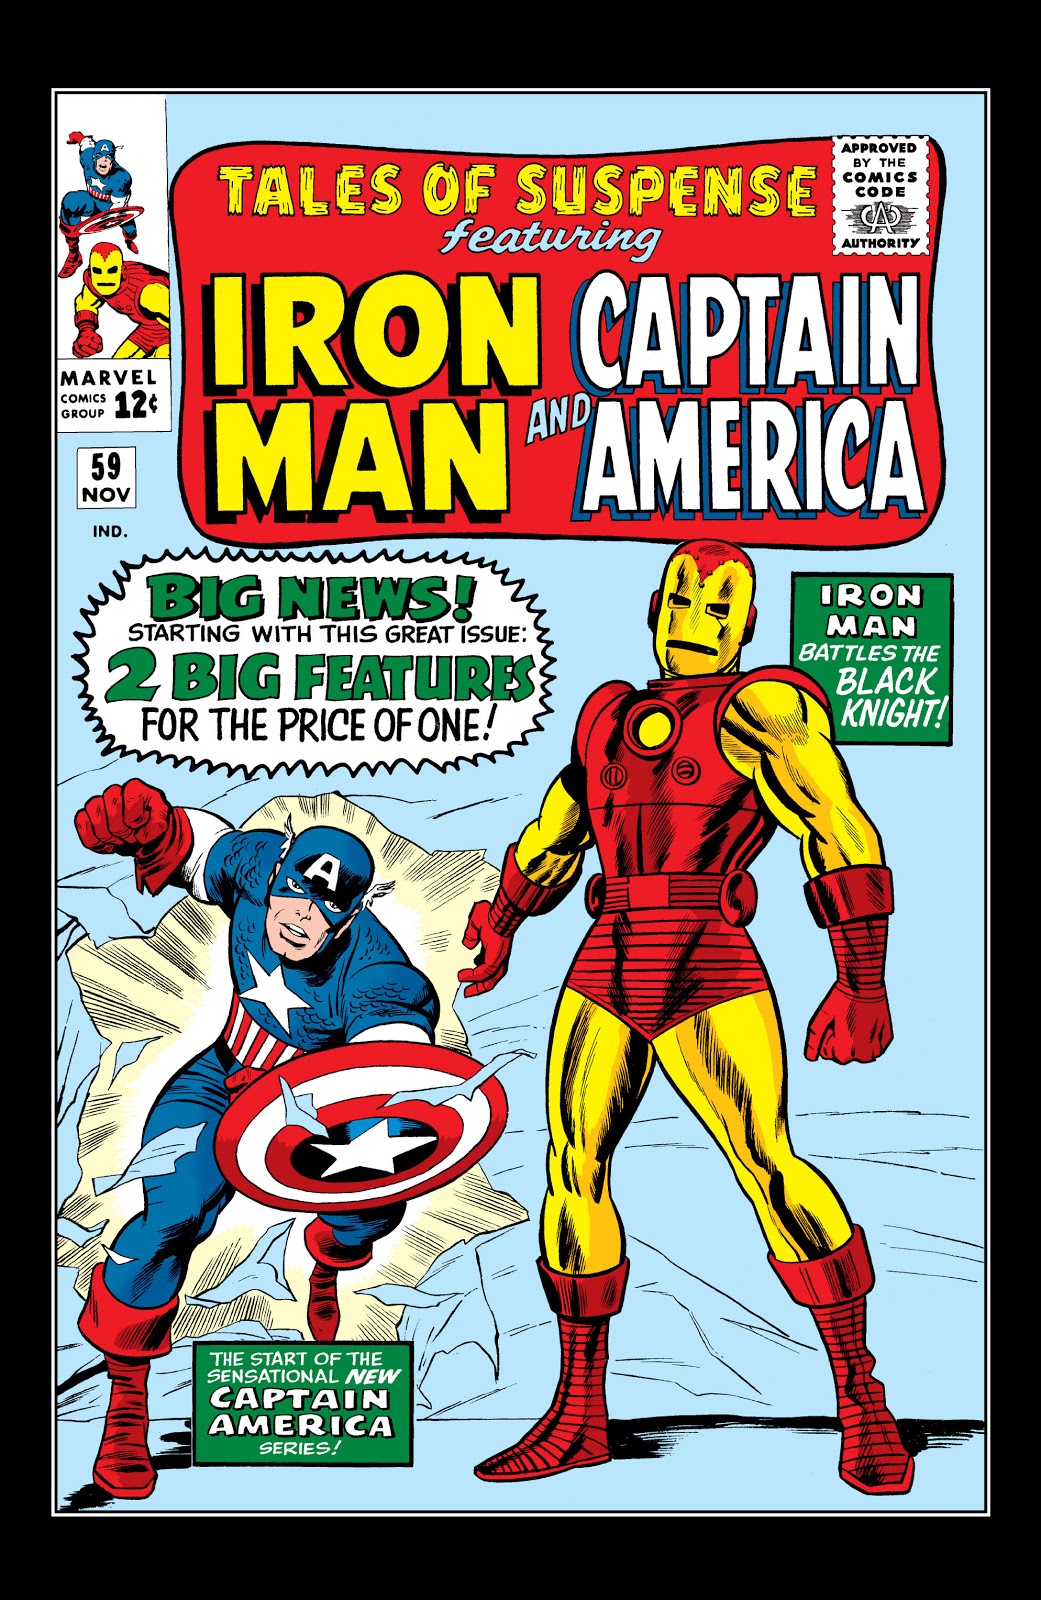 TALES OF SUSPENSE
featuring
IRON
MAN
AND
CAPTAIN
AMERICA
APPROVED
BY THE
COMICS
CODE
CA
AUTHORITY
MARVEL
COMICS
GROUP
12¢
59
NOV
IND.
BIG NEWS!
STARTING WITH THIS GREAT ISSUE:
2 BIG FEATURES
FOR THE PRICE OF ONE!
IRON
MAN
BATTLES THE
BLACK
KNIGHT!
A
THE START OF THE
SENSATIONAL NEW
CAPTAIN
AMERICA
SERIES!